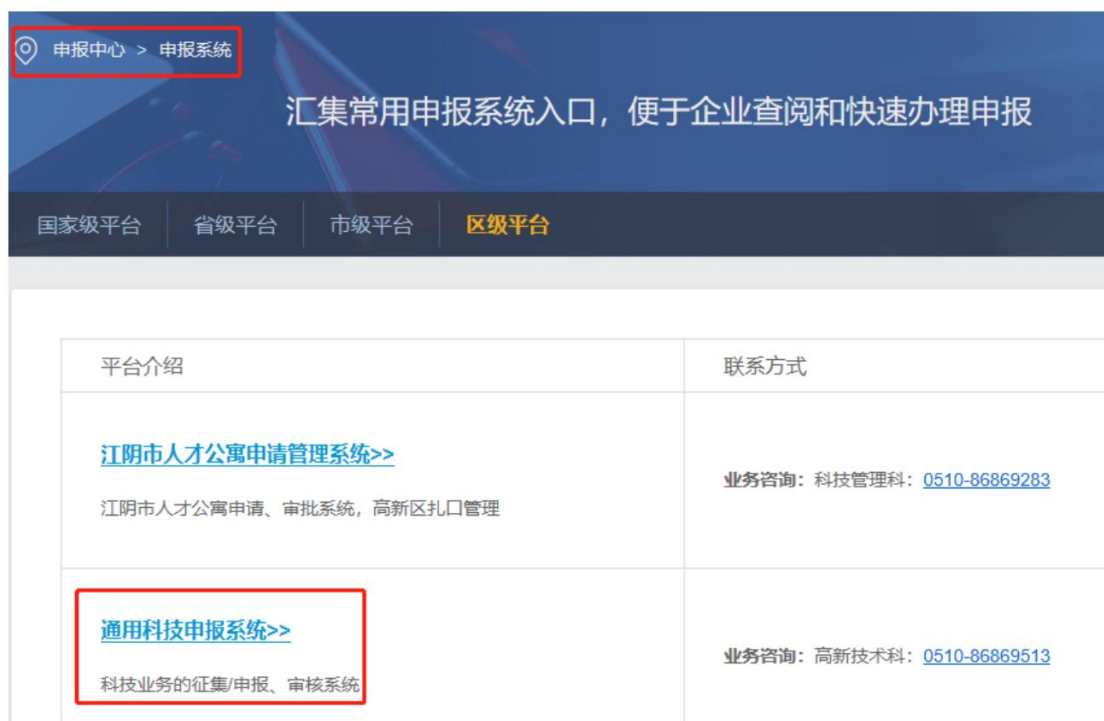 申报中心 > 申报系统
汇集常用申报系统入口，便于企业查阅和快速办理申报
国家级平台 省级平台 市级平台 区级平台
平台介绍 联系方式
江阴市人才公寓申请管理系统>>
业务咨询：科技管理科：0510-86869283
江阴市人才公寓申请、审批系统，高新区扎口管理
通用科技申报系统>>
业务咨询：高新技术科：0510-86869513
科技业务的征集/申报、审核系统